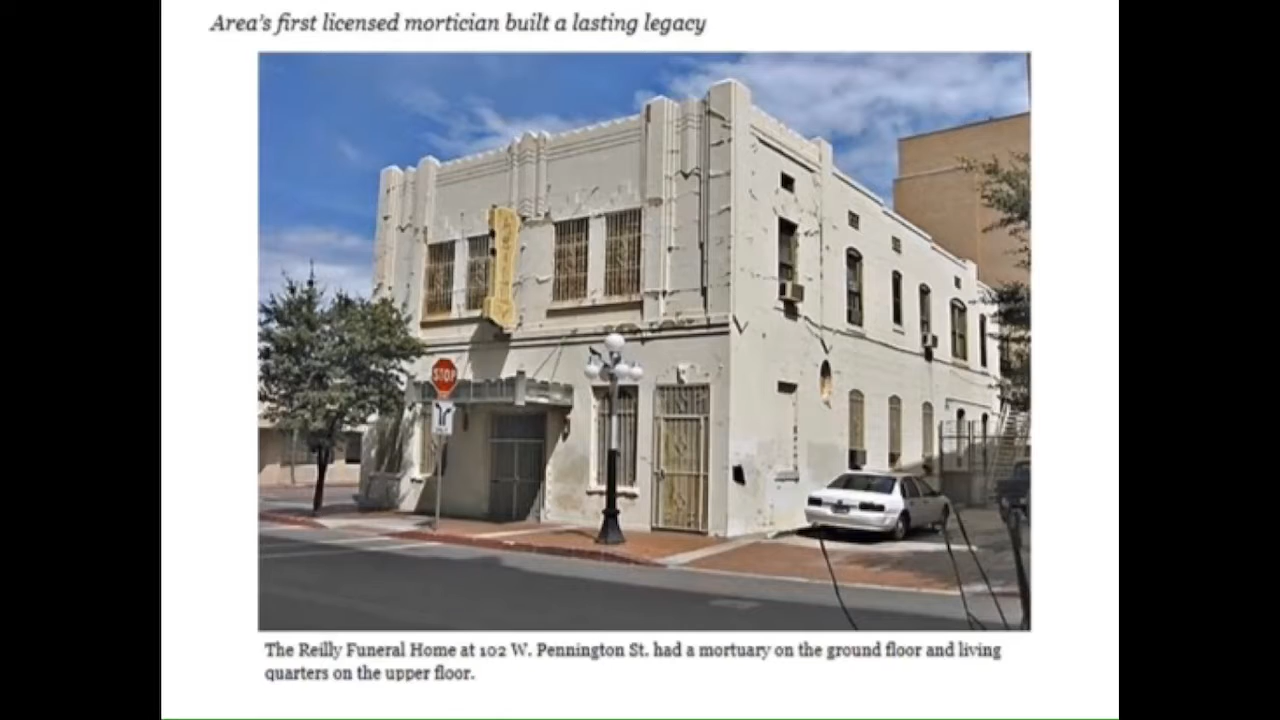 Area's first licensed mortician built a lasting legacy
STOP
The Reilly Funeral Home at 102 W. Pennington St. had a mortuary on the ground floor and living
quarters on the upper floor.